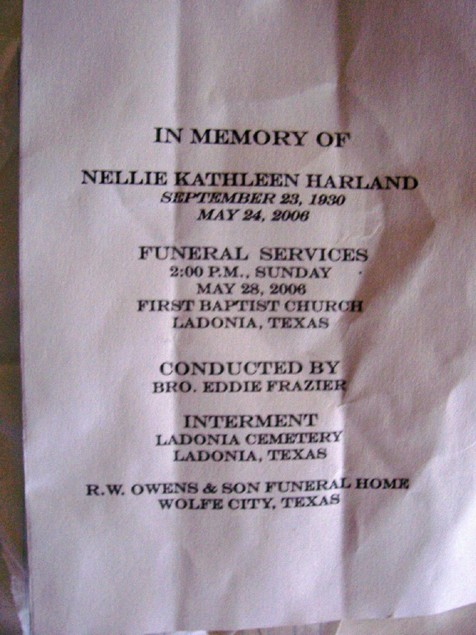 IN MEMORY OF
NELLIE KATHLEEN HARLAND
SEPTEMBER 23, 1930
MAY 24, 2006
FUNERAL SERVICES
2:00 P.M., SUNDAY
MAY 28, 2006
FIRST BAPTIST CHURCH
LADONIA, TEXAS
CONDUCTED BY
BRO. EDDIE FRAZIER
INTERMENT
LADONIA CEMETERY
LADONIA, TEXAS
R.W. OWENS & SON FUNERAL HOME
WOLFE CITY, TEXAS